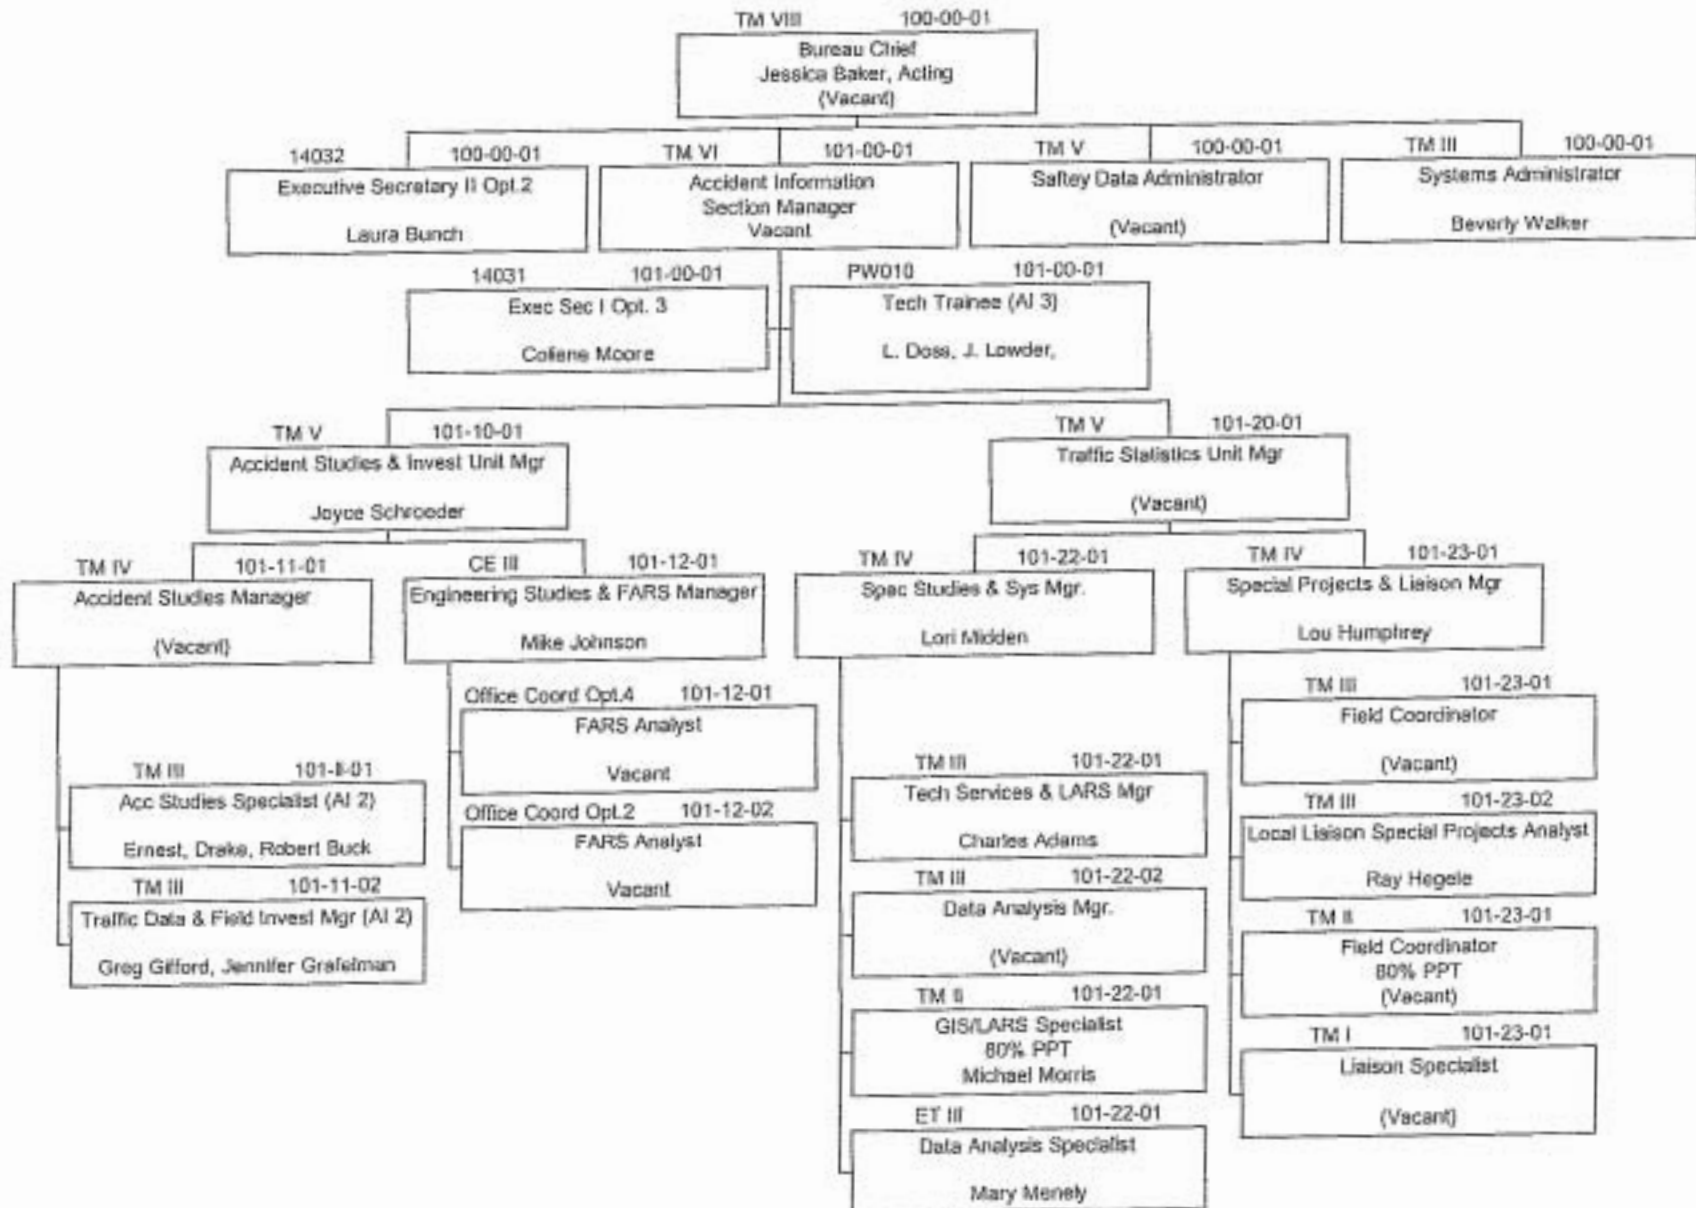 TM VIII 100-00-01
Bureau Chief
Jessica Baker, Acting
(Vacant)
14032 100-00-01
Executive Secretary II Opt.2
Laura Bunch
TM VI 101-00-01
Accident Information
Section Manager
Vacant
TM V 100-00-01
Saftey Data Administrator
(Vacant)
TM III 100-00-01
Systems Administrator
Beverly Walker
14031 101-00-01
Exec Sec I Opt. 3
Collene Moore
PW010 101-00-01
Tech Trainee (AI 3)
L. Doss, J. Lowder,
TM V 101-10-01
Accident Studies & Invest Unit Mgr
Joyce Schroeder
TM V 101-20-01
Traffic Statistics Unit Mgr
(Vacant)
TM IV 101-11-01
Accident Studies Manager
(Vacant)
CE III 101-12-01
Engineering Studies & FARS Manager
Mike Johnson
TM IV 101-22-01
Spec Studies & Sys Mgr.
Lori Midden
TM IV 101-23-01
Special Projects & Liaison Mgr
Lou Humphrey
TM III 101-II-01
Acc Studies Specialist (AI 2)
Ernest, Drake, Robert Buck
TM III 101-11-02
Traffic Data & Field Invest Mgr (AI 2)
Greg Gifford, Jennifer Grafelman
Office Coord Opt.4 101-12-01
FARS Analyst
Vacant
Office Coord Opt.2 101-12-02
FARS Analyst
Vacant
TM III 101-22-01
Tech Services & LARS Mgr
Charles Adams
TM III 101-22-02
Data Analysis Mgr.
(Vacant)
TM II 101-22-01
GIS/LARS Specialist
80% PPT
Michael Morris
ET III 101-22-01
Data Analysis Specialist
Mary Menely
TM III 101-23-01
Field Coordinator
(Vacant)
TM III 101-23-02
Local Liaison Special Projects Analyst
Ray Hegele
TM II 101-23-01
Field Coordinator
80% PPT
(Vacant)
TM I 101-23-01
Liaison Specialist
(Vacant)